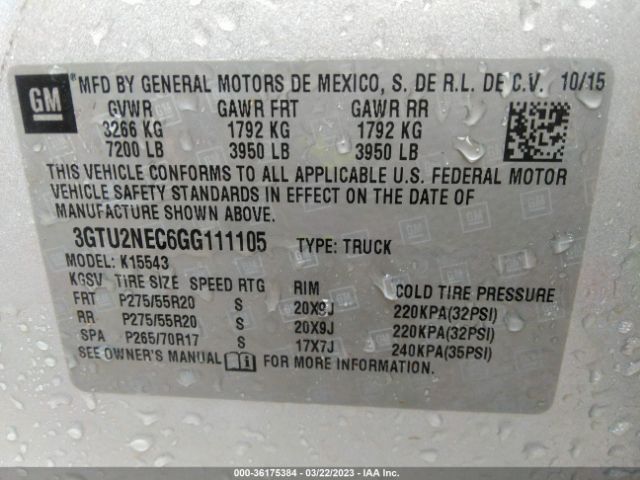 GM
® MFD BY GENERAL MOTORS DE MEXICO, S. DE R.L. DE C.V. 10/15
GVWR GAWR FRT GAWR RR
3266 KG 1792 KG 1792 KG
7200 LB 3950 LB 3950 LB
THIS VEHICLE CONFORMS TO ALL APPLICABLE U.S. FEDERAL MOTOR
VEHICLE SAFETY STANDARDS IN EFFECT ON THE DATE OF
MANUFACTURE SHOWN ABOVE.
3GTU2NEC6GG111105 TYPE: TRUCK
MODEL: K15543
KGSV TIRE SIZE SPEED RTG RIM COLD TIRE PRESSURE
FRT P275/55R20 S 20X9J 220KPA(32PSI)
RR P275/55R20 S 20X9J 220KPA(32PSI)
SPA P265/70R17 S 17X7J 240KPA(35PSI)
SEE OWNER'S MANUAL FOR MORE INFORMATION.
000-36175384 - 03/22/2023 - IAA Inc.